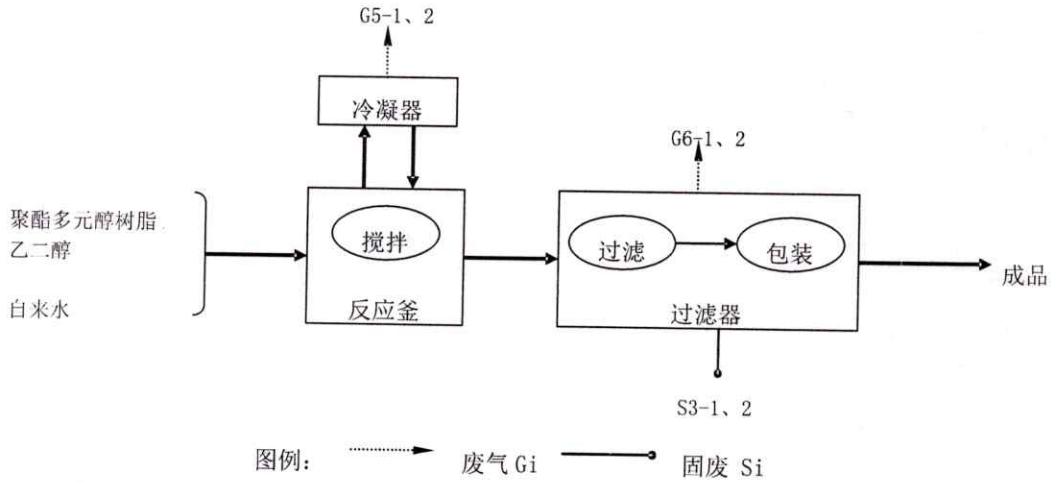 G5-1、2
冷凝器
G6-1、2
聚酯多元醇树脂
乙二醇
白来水
搅拌
反应釜
过滤
包装
过滤器
成品
S3-1、2
图例： 废气 Gi 固废 Si